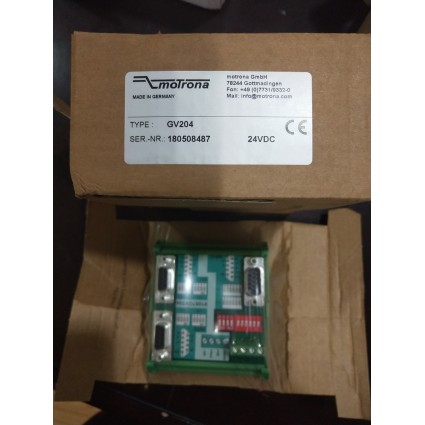 motrona
MADE IN GERMANY
motrona GmbH
78244 Gottmadingen
Fon: +49 (0)7731/9332-0
Mail: info@motrona.com
TYPE : GV204
SER.-NR.: 180508487 24VDC
CE